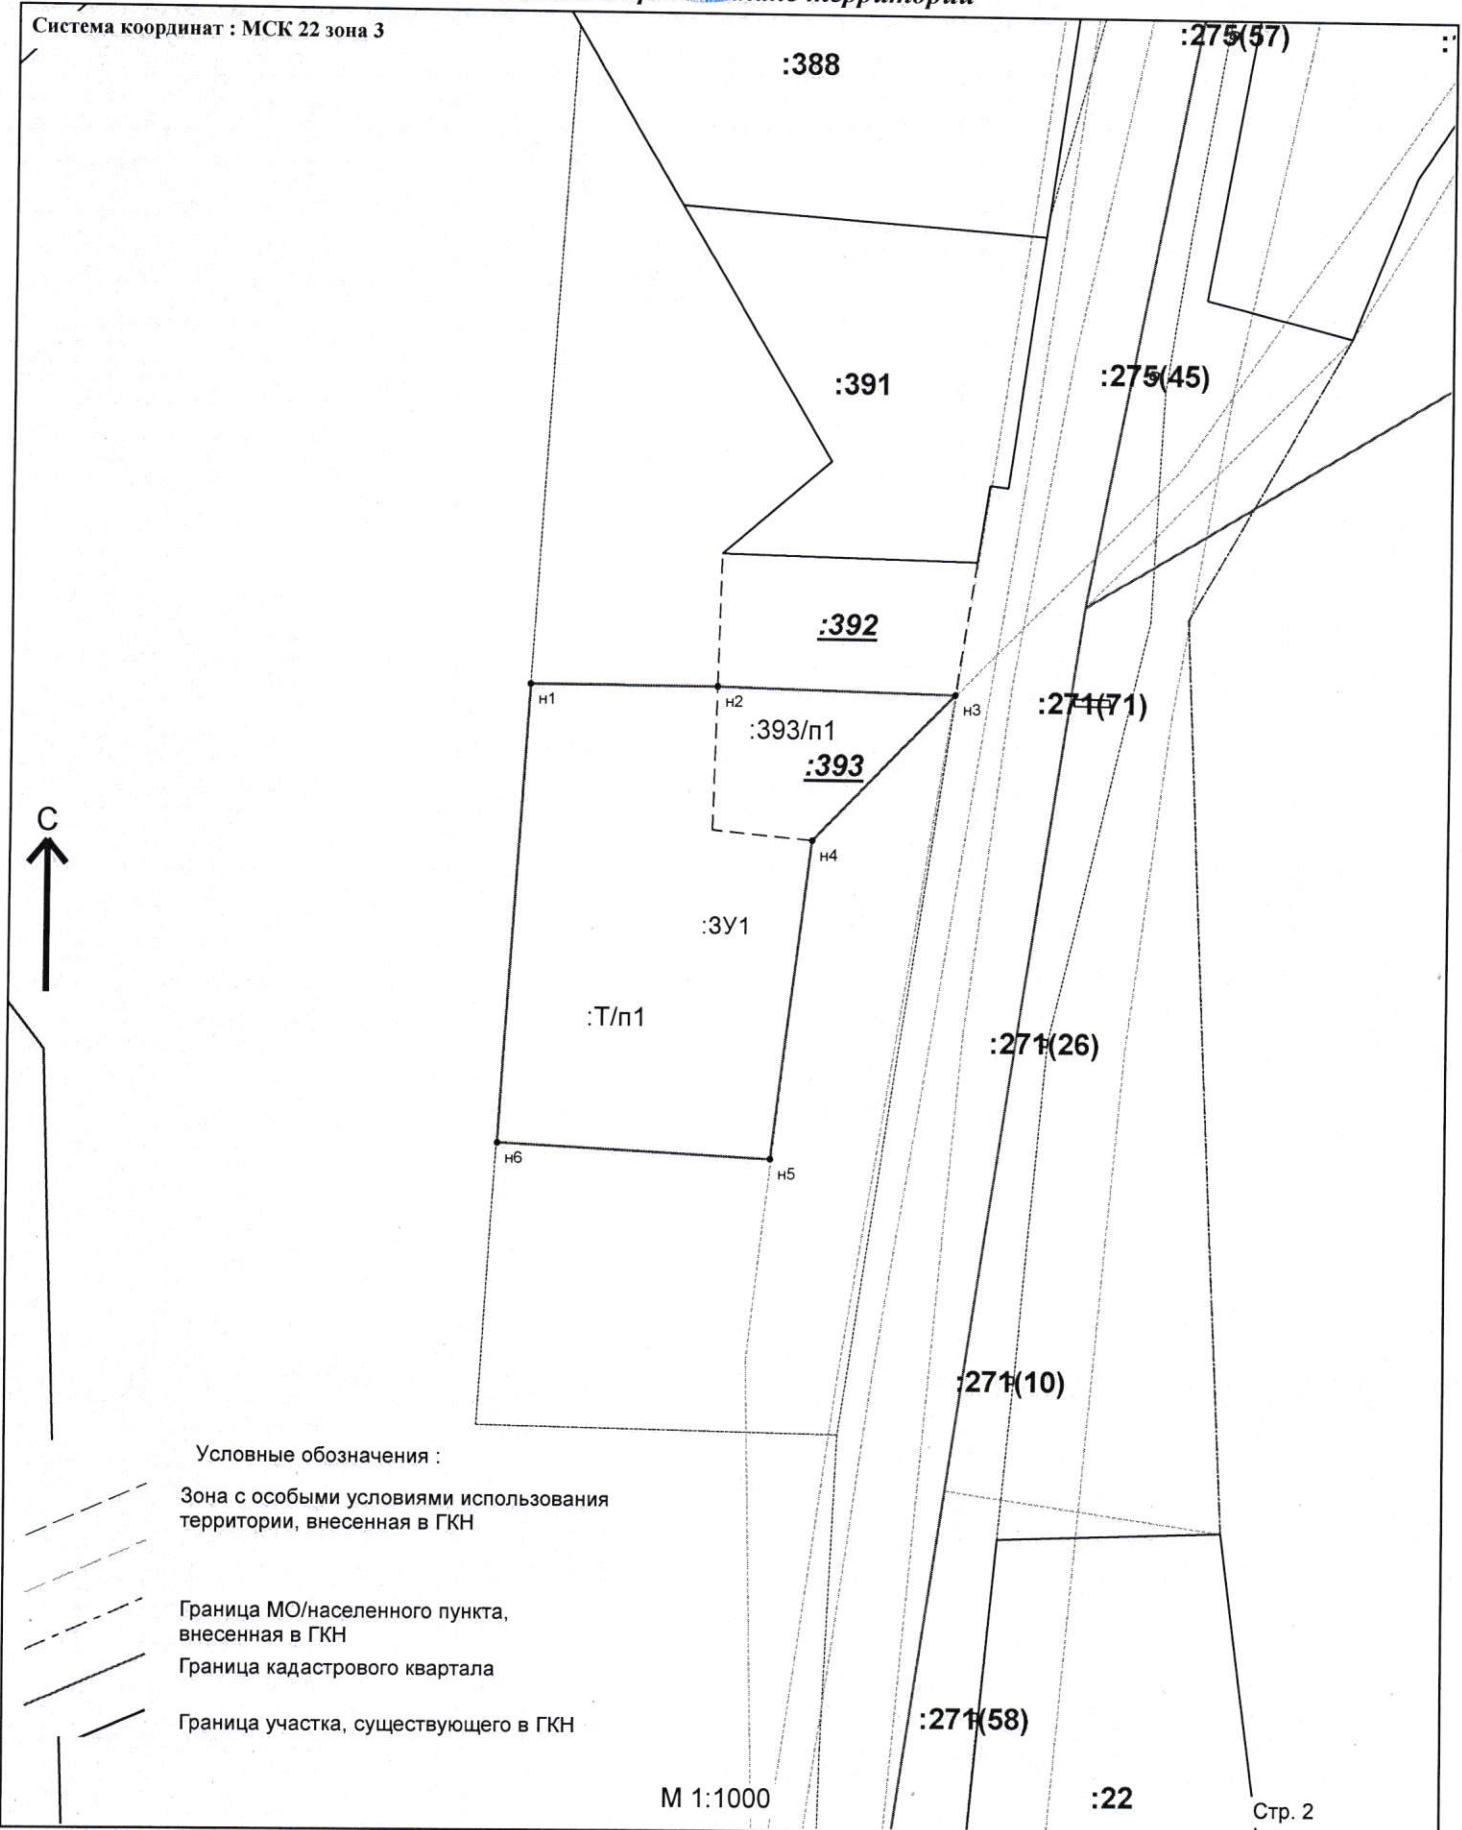 территории
Система координат : МСК 22 зона 3
:275(57)
:388
:391
:275(45)
:392
н1
н2
н3
:271(71)
:393/п1
:393
С
н4
:ЗУ1
:Т/п1
:271(26)
н6
н5
:271(10)
Условные обозначения :
Зона с особыми условиями использования
территории, внесенная в ГКН
Граница МО/населенного пункта,
внесенная в ГКН
Граница кадастрового квартала
Граница участка, существующего в ГКН
:271(58)
М 1:1000
:22
Стр. 2